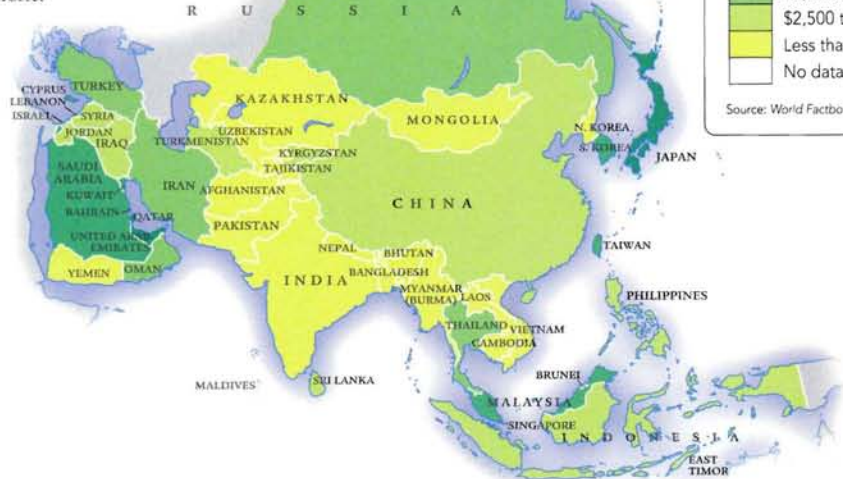 R U S S I A
$2,500 t
Less tha
No data
Source: World Factbo
TURKEY
CYPRUS
LEBANON
ISRAEL
SYRIA
JORDAN
IRAQ
KAZAKHSTAN
UZBEKISTAN
TURKMENISTAN
KYRGYZSTAN
TAJIKISTAN
MONGOLIA
N. KOREA
S. KOREA
JAPAN
SAUDI
ARABIA
KUWAIT
BAHRAIN
QATAR
UNITED ARAB
EMIRATES
YEMEN
OMAN
IRAN
AFGHANISTAN
PAKISTAN
CHINA
NEPAL
BHUTAN
INDIA
BANGLADESH
MYANMAR
(BURMA)
LAOS
TAIWAN
THAILAND
VIETNAM
CAMBODIA
PHILIPPINES
MALDIVES
SRI LANKA
BRUNEI
MALAYSIA
SINGAPORE
I N D O N E S I A
EAST
TIMOR